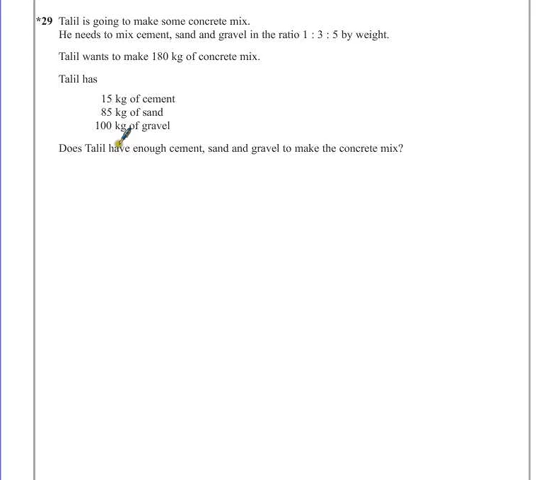 *29 Talil is going to make some concrete mix.
He needs to mix cement, sand and gravel in the ratio 1 : 3 : 5 by weight.
Talil wants to make 180 kg of concrete mix.
Talil has
15 kg of cement
85 kg of sand
100 kg of gravel
Does Talil have enough cement, sand and gravel to make the concrete mix?